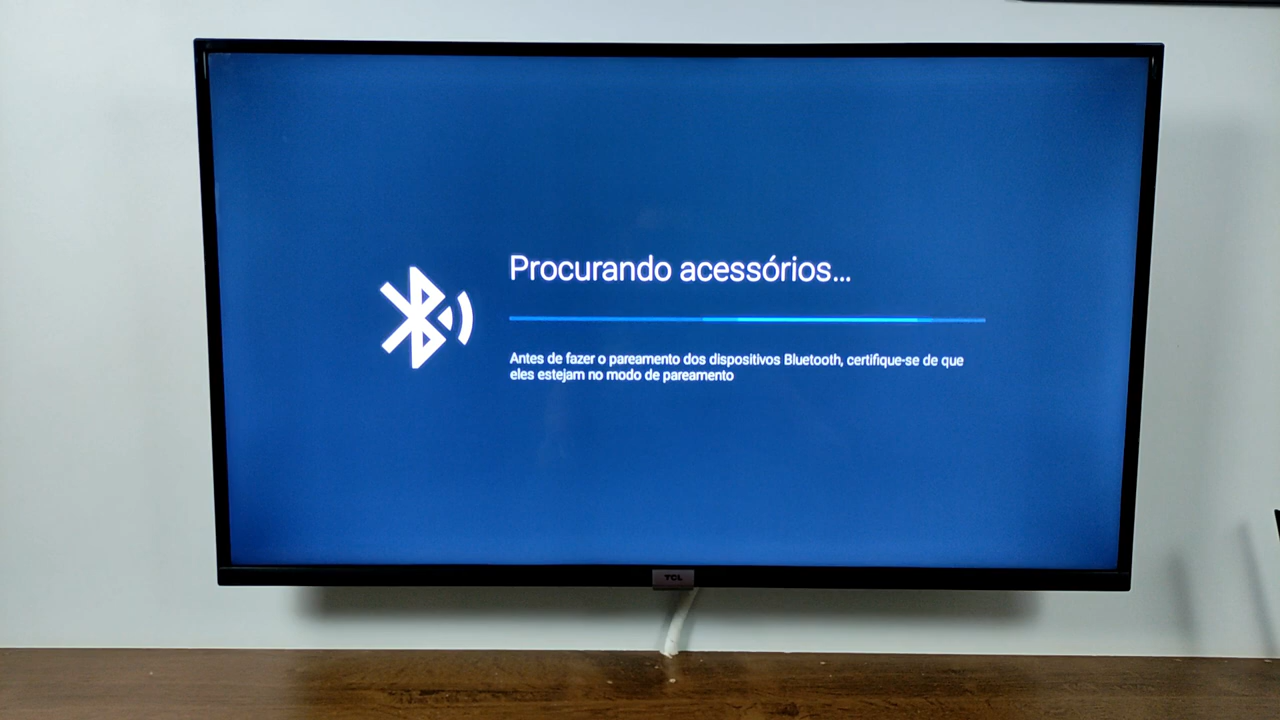 Procurando acessórios...
Antes de fazer o pareamento dos dispositivos Bluetooth, certifique-se de que
eles estejam no modo de pareamento
TCL